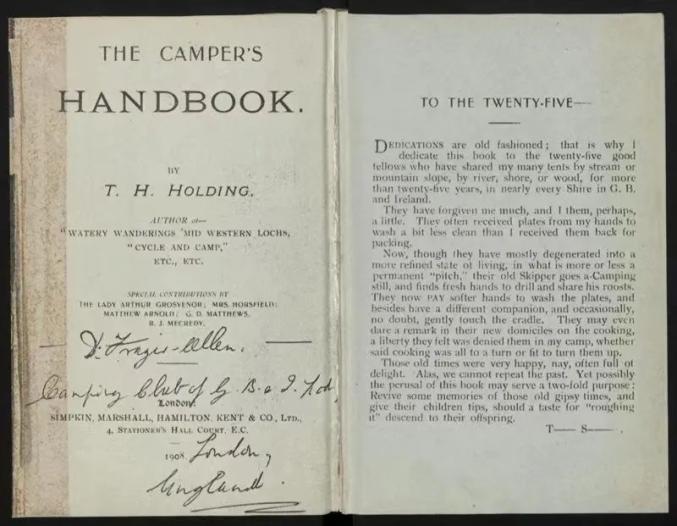 THE CAMPER'S
HANDBOOK.
BY
T. H. HOLDING.
AUTHOR of—
"WATERY WANDERINGS 'MID WESTERN LOCHS,
"CYCLE AND CAMP,"
ETC., ETC.
SPECIAL CONTRIBUTIONS BY
THE LADY ARTHUR GROSVENOR; MRS. HORSFIELD;
MATTHEW ARNOLD; G. D. MATTHEWS,
R. J. MECREDY.
D. Frazer-Allen.
Camping Club of G. B. & I. Ltd.
London:
SIMPKIN, MARSHALL, HAMILTON, KENT & CO., LTD.,
4, STATIONER'S HALL COURT, E.C.
1908. London,
England.
TO THE TWENTY-FIVE—
DEDICATIONS are old fashioned; that is why I
dedicate this book to the twenty-five good
fellows who have shared my many tents by stream or
mountain slope, by river, shore, or wood, for more
than twenty-five years, in nearly every Shire in G. B.
and Ireland.
They have forgiven me much, and I them, perhaps,
a little. They often received plates from my hands to
wash a bit less clean than I received them back for
packing.
Now, though they have mostly degenerated into a
more refined state of living, in what is more or less a
permanent "pitch," their old Skipper goes a-Camping
still, and finds fresh hands to drill and share his roosts.
They now PAY softer hands to wash the plates, and
besides have a different companion, and occasionally,
no doubt, gently touch the cradle. They may even
dare a remark in their new domiciles on the cooking,
a liberty they felt was denied them in my camp, whether
said cooking was all to a turn or fit to turn them up.
Those old times were very happy, nay, often full of
delight. Alas, we cannot repeat the past. Yet possibly
the perusal of this book may serve a two-fold purpose:
Revive some memories of those old gipsy times, and
give their children tips, should a taste for "roughing
it" descend to their offspring.
T— S—.